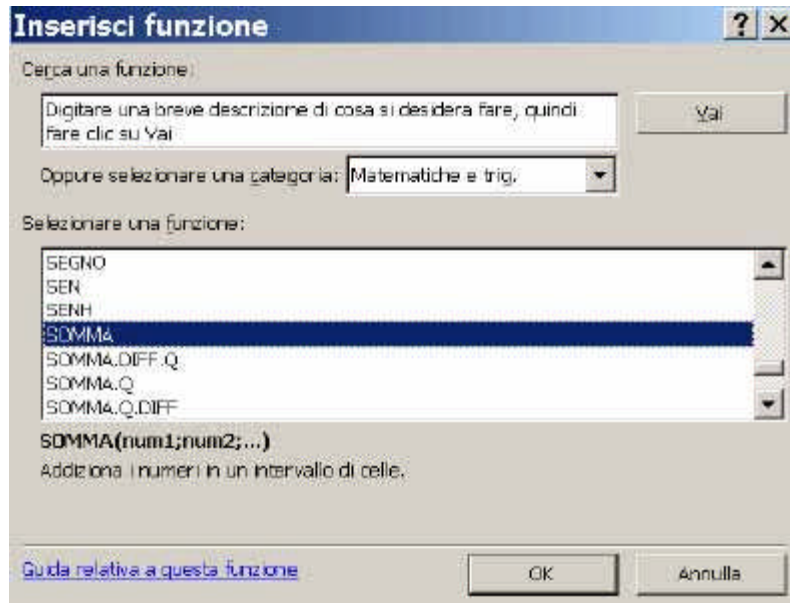 Inserisci funzione
Cerca una funzione:
Digitare una breve descrizione di cosa si desidera fare, quindi
fare clic su Vai
Vai
Oppure selezionare una categoria: Matematiche e trig.
Selezionare una funzione:
SEGNO
SEN
SENH
SOMMA
SOMMA.DIFF.Q
SOMMA.Q
SOMMA.Q.DIFF
SOMMA(num1;num2;...)
Addiziona i numeri in un intervallo di celle.
Guida relativa a questa funzione
OK
Annulla